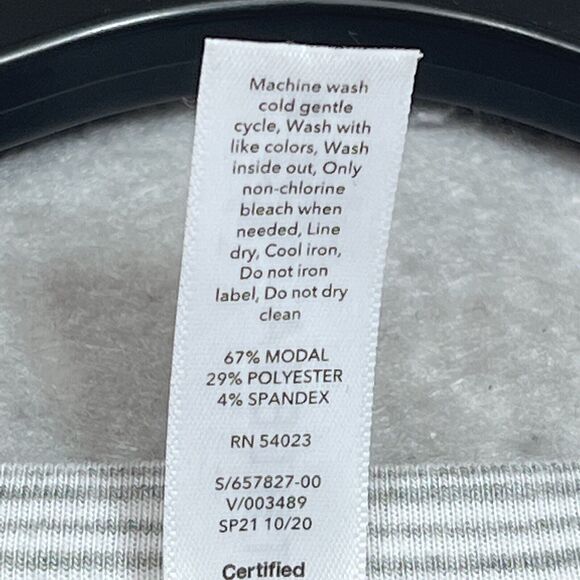 Machine wash
cold gentle
cycle, Wash with
like colors, Wash
inside out, Only
non-chlorine
bleach when
needed, Line
dry, Cool iron,
Do not iron
label, Do not dry
clean
67% MODAL
29% POLYESTER
4% SPANDEX
RN 54023
S/657827-00
V/003489
SP21 10/20
Certified